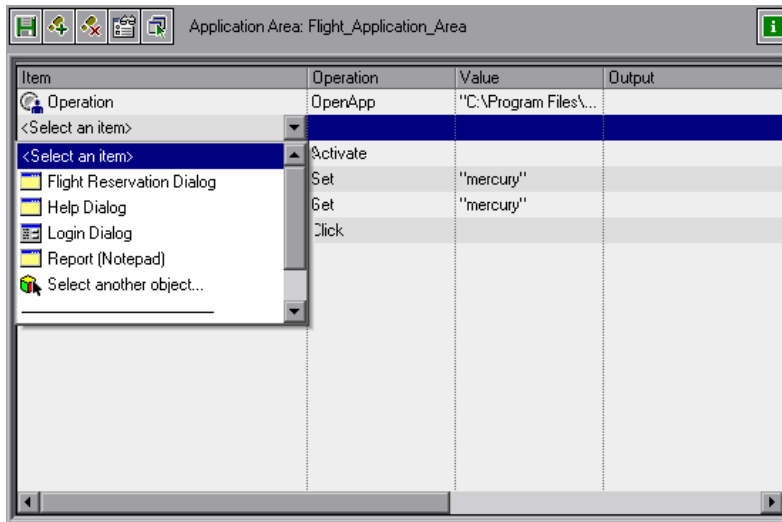 Application Area: Flight_Application_Area
Item Operation Value Output
Operation OpenApp "C:\Program Files\...
<Select an item>
<Select an item> Activate
Flight Reservation Dialog Set "mercury"
Help Dialog Set "mercury"
Login Dialog Click
Report (Notepad)
Select another object...